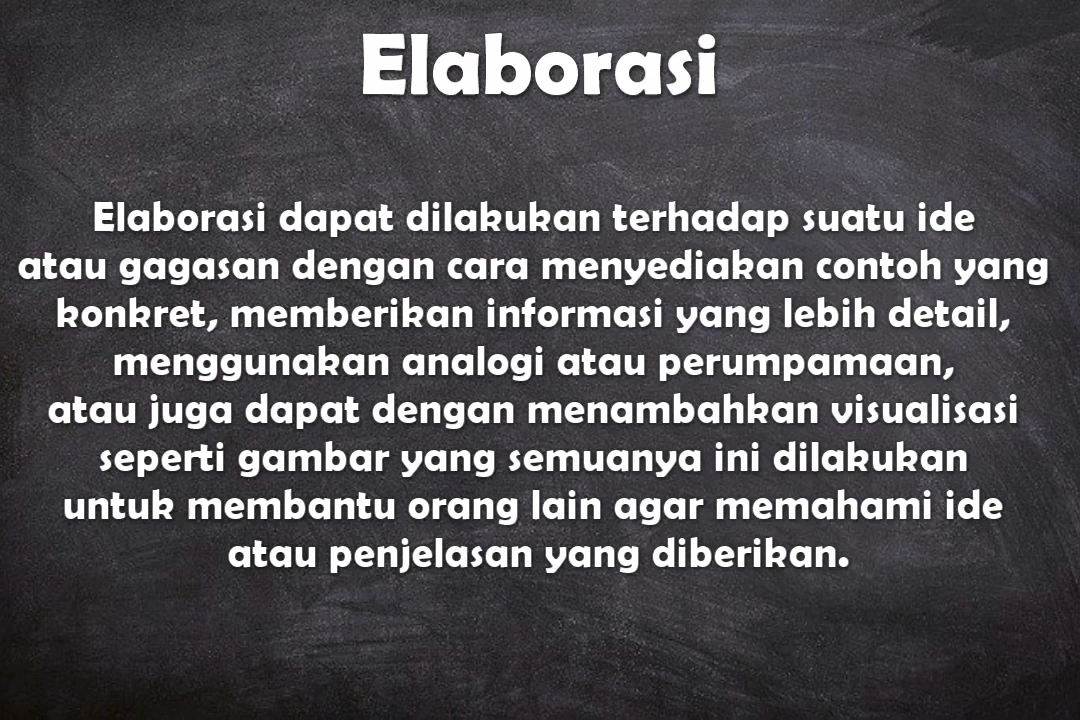 Elaborasi
Elaborasi dapat dilakukan terhadap suatu ide
atau gagasan dengan cara menyediakan contoh yang
konkret, memberikan informasi yang lebih detail,
menggunakan analogi atau perumpamaan,
atau juga dapat dengan menambahkan visualisasi
seperti gambar yang semuanya ini dilakukan
untuk membantu orang lain agar memahami ide
atau penjelasan yang diberikan.